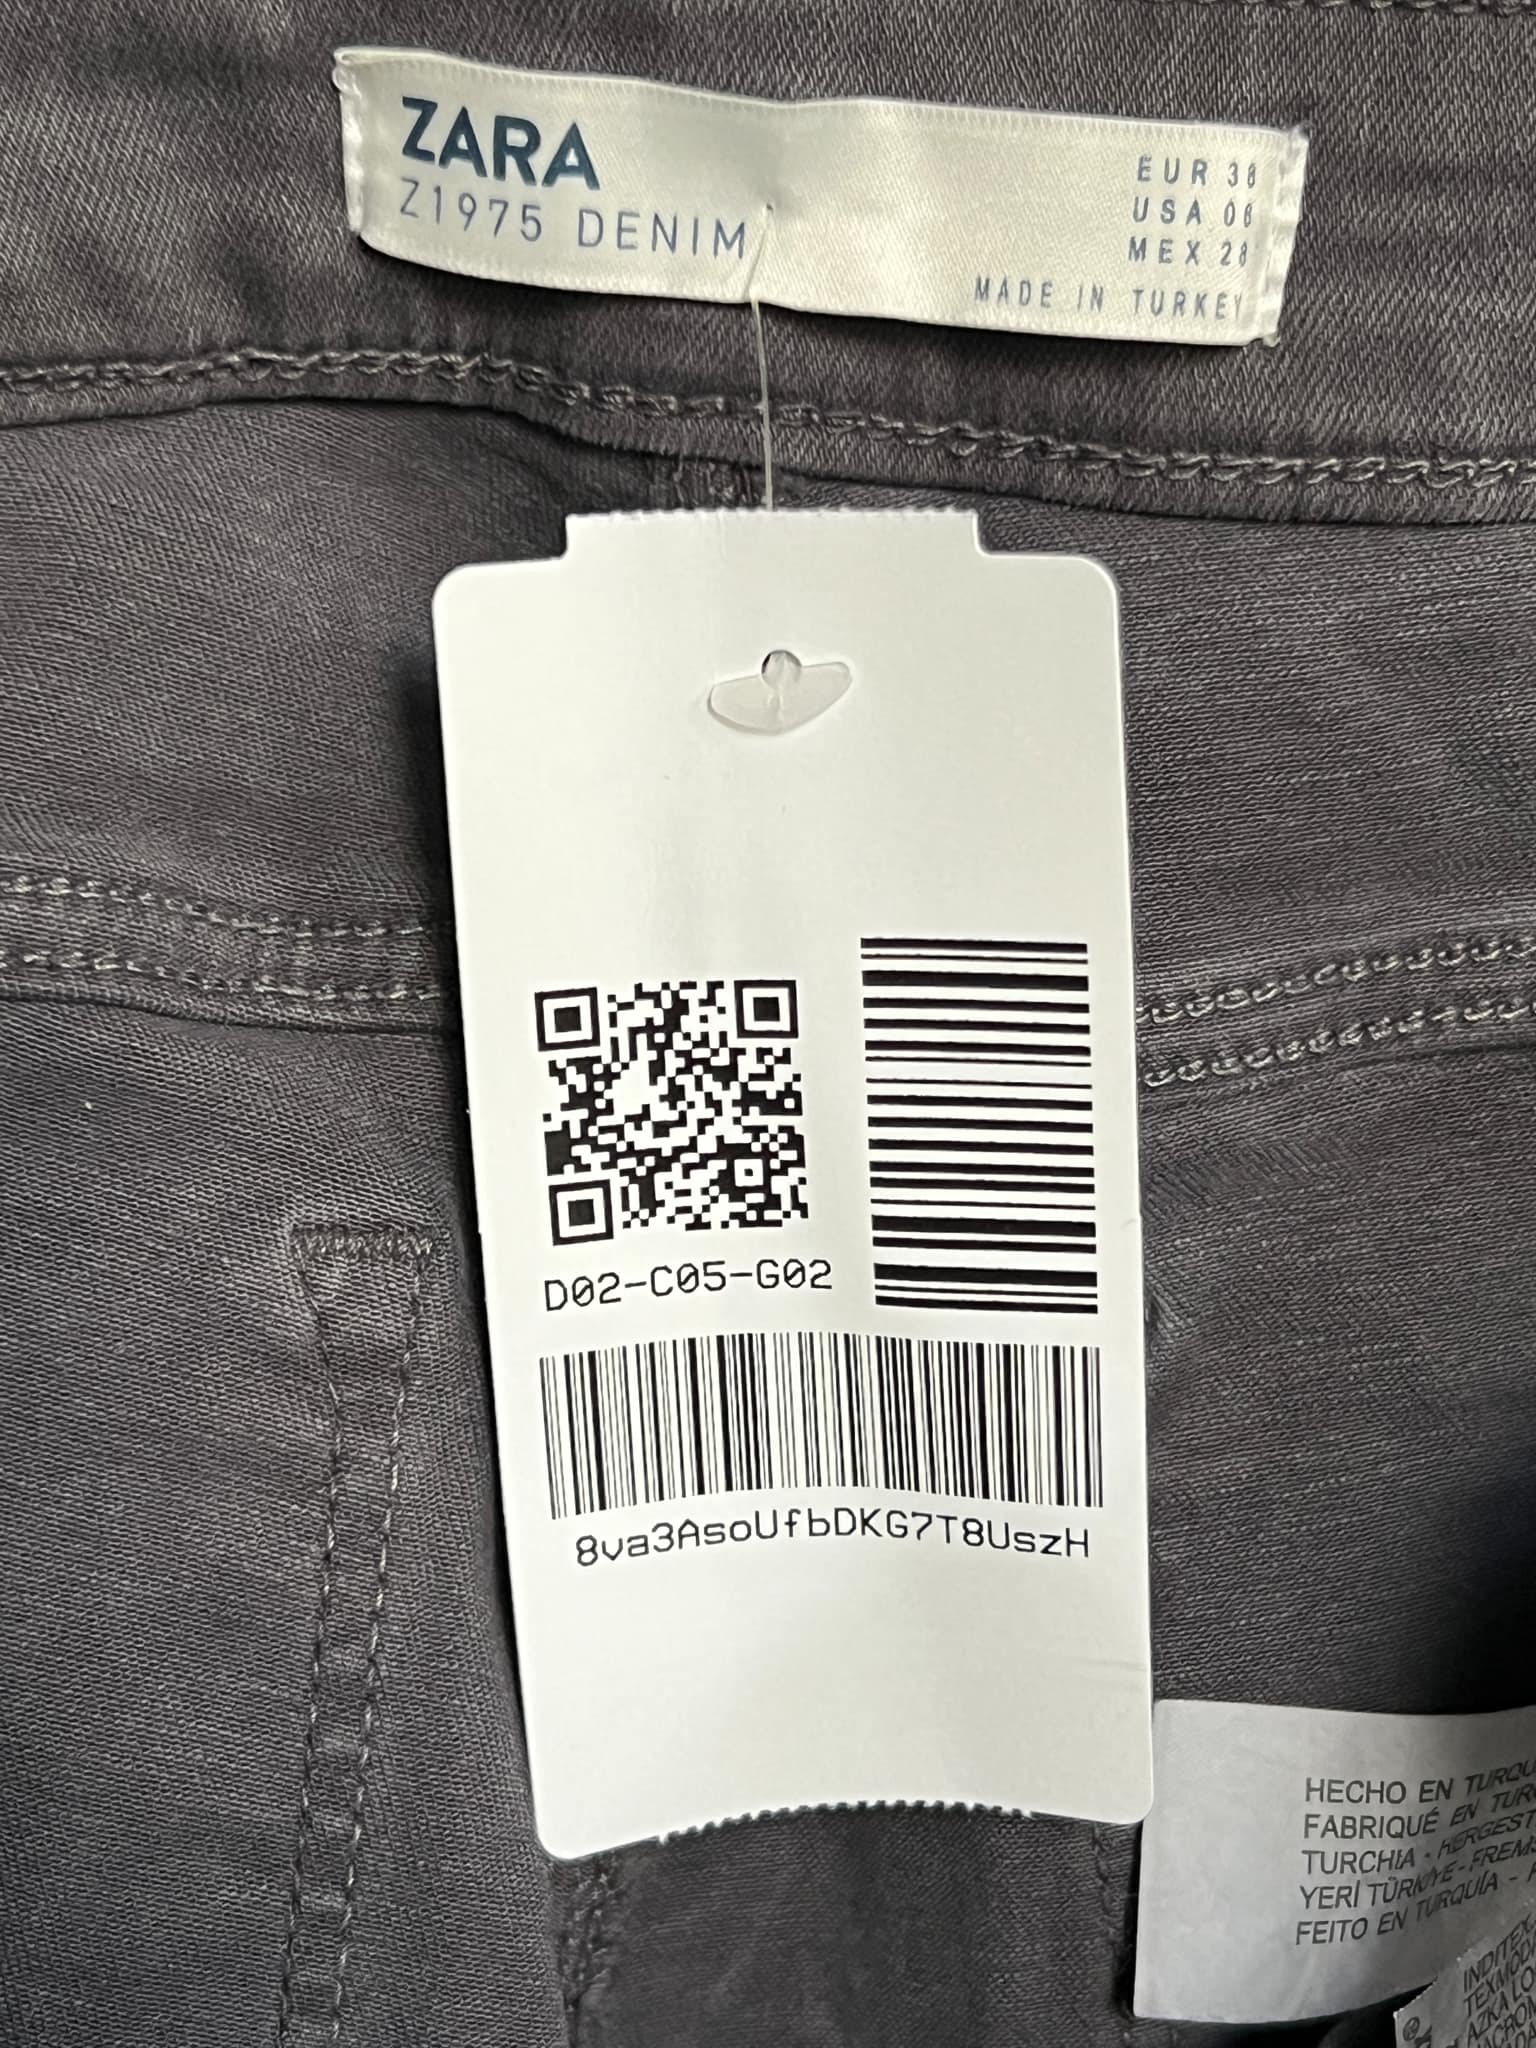 ZARA
Z1975 DENIM
EUR 38
USA 06
MEX 28
MADE IN TURKEY
D02-C05-G02
8va3AsoUfbDKG7T8UszH
HECHO EN
FABRIQUÉ EN
TURCHIA -
YERİ TÜRKİYE -
FEITO EN TURQUÍA -